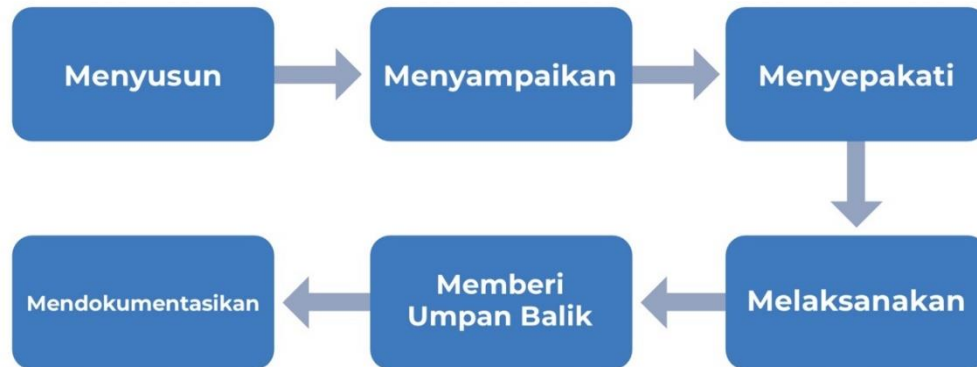 Menyusun
Menyampaikan
Menyepakati
Melaksanakan
Memberi
Umpan Balik
Mendokumentasikan